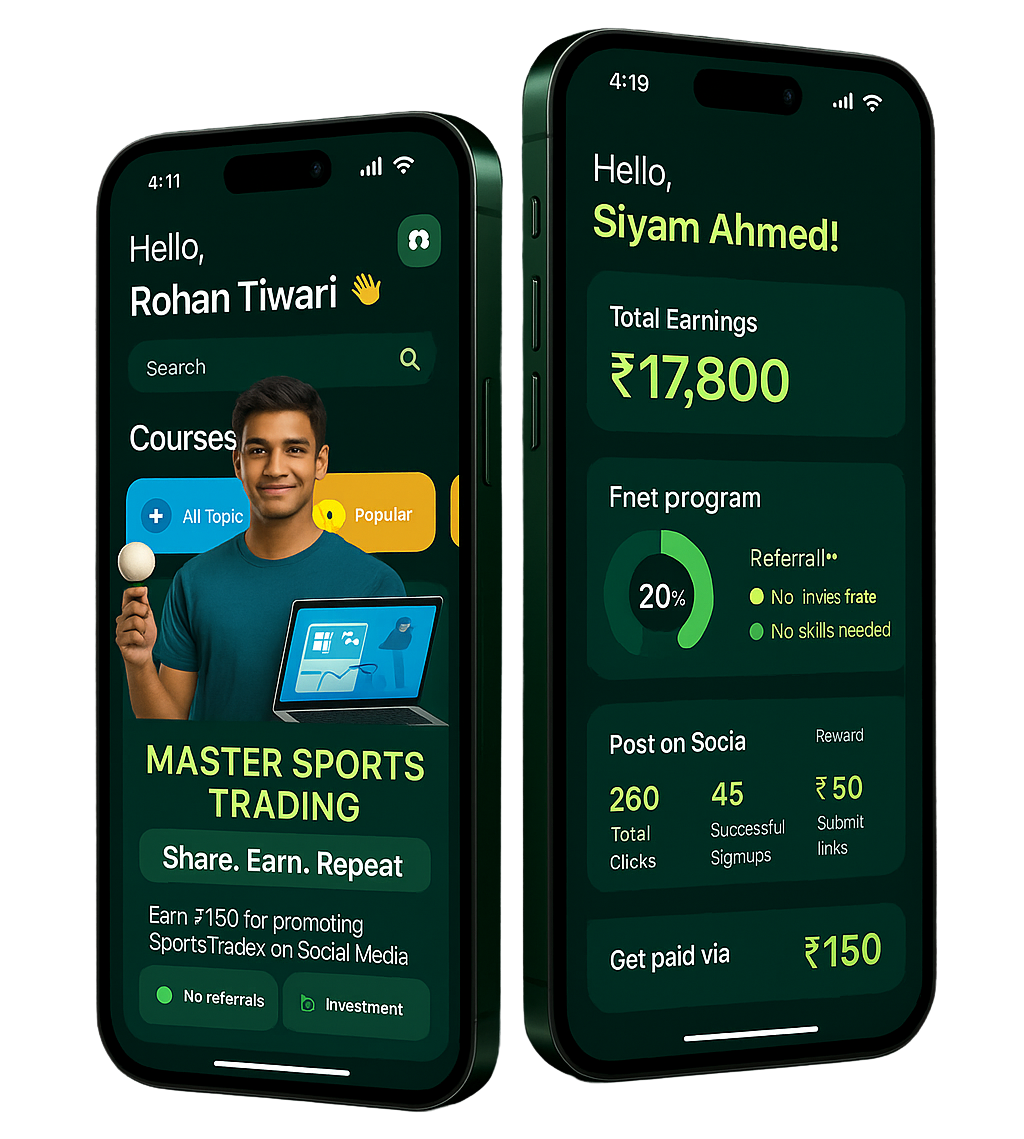 4:11
Hello,
Rohan Tiwari 👋
Search
Courses
All Topic
Popular
MASTER SPORTS
TRADING
Share. Earn. Repeat
Earn ₹150 for promoting
SportsTradex on Social Media
No referrals
Investment
4:19
Hello,
Siyam Ahmed!
Total Earnings
₹17,800
Fnet program
20%
Referrall••
No invies frate
No skills needed
Post on Socia
Reward
260
45
₹50
Total
Clicks
Successful
Sigmups
Submit
links
Get paid via
₹150